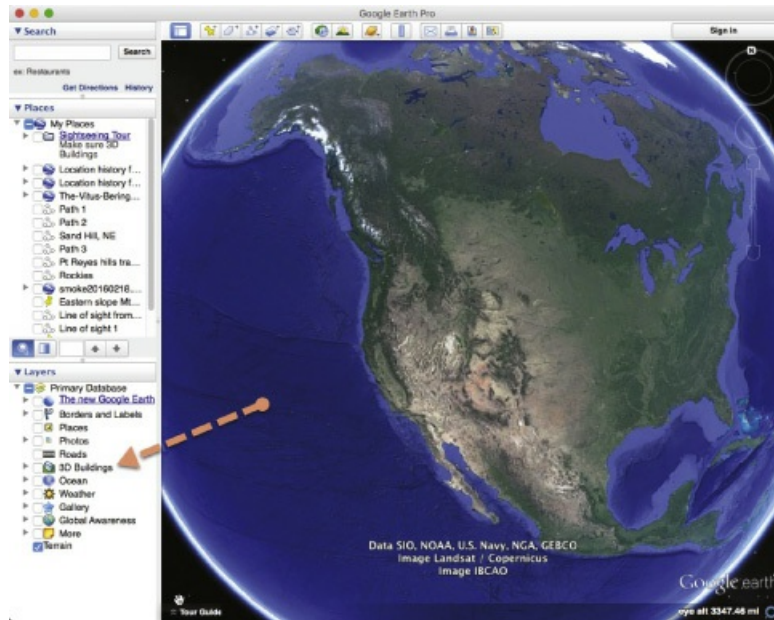 Google Earth Pro
▼ Search
Sign in
Search
ex: Restaurants
Get Directions History
▼ Places
My Places
Sightseeing Tour
Make sure 3D
Buildings
Location history f...
Location history f...
The-Vitus-Bering...
Path 1
Path 2
Sand Hill, NE
Path 3
Pt Reyes hills tra...
Rockies
smoke20160218....
Eastern slope Mt...
Line of sight from...
Line of sight 1
▼ Layers
Primary Database
The new Google Earth
Borders and Labels
Places
Photos
Roads
3D Buildings
Ocean
Weather
Gallery
Global Awareness
More
Terrain
N
Data SIO, NOAA, U.S. Navy, NGA, GEBCO
Image Landsat / Copernicus
Image IBCAO
Google earth
Tour Guide
eye alt 3347.46 mi